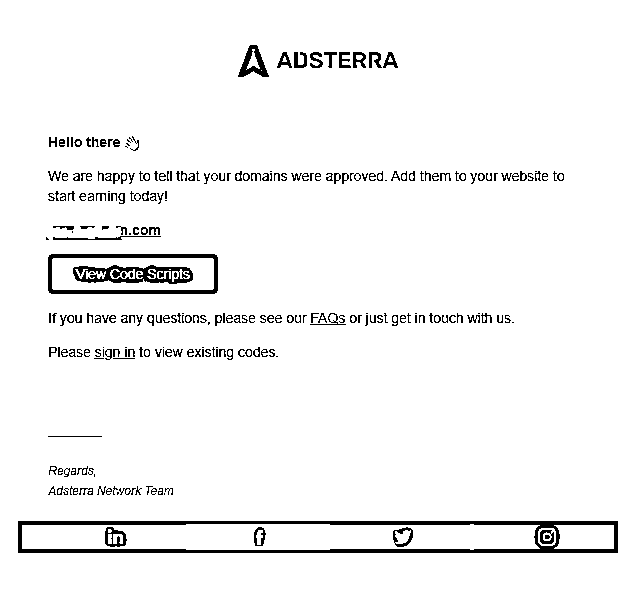 ADSTERRA
Hello there
We are happy to tell that your domains were approved. Add them to your website to
start earning today!
n.com
View Code Scripts
If you have any questions, please see our FAQs or just get in touch with us.
Please sign in to view existing codes.
Regards,
Adsterra Network Team